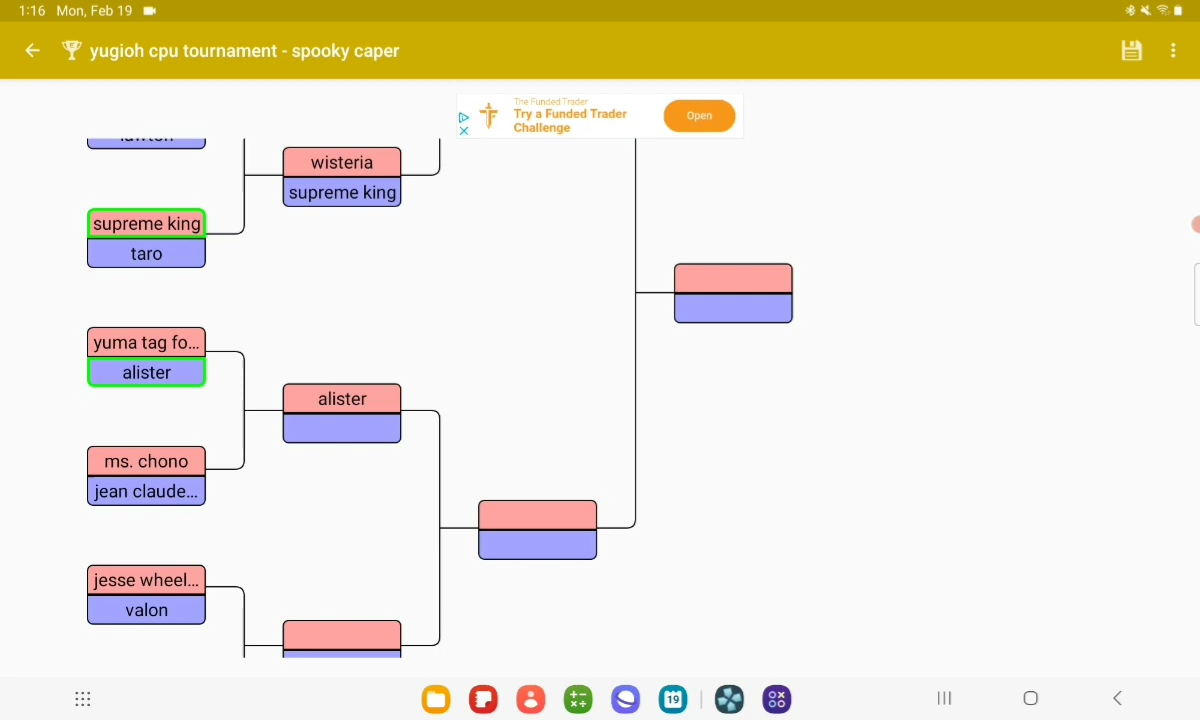 1:16 Mon, Feb 19
yugioh cpu tournament - spooky caper
The Funded Trader
Try a Funded Trader
Challenge
Open
wisteria
supreme king
supreme king
taro
yuma tag fo...
alister
alister
ms. chono
jean claude...
jesse wheel...
valon
19